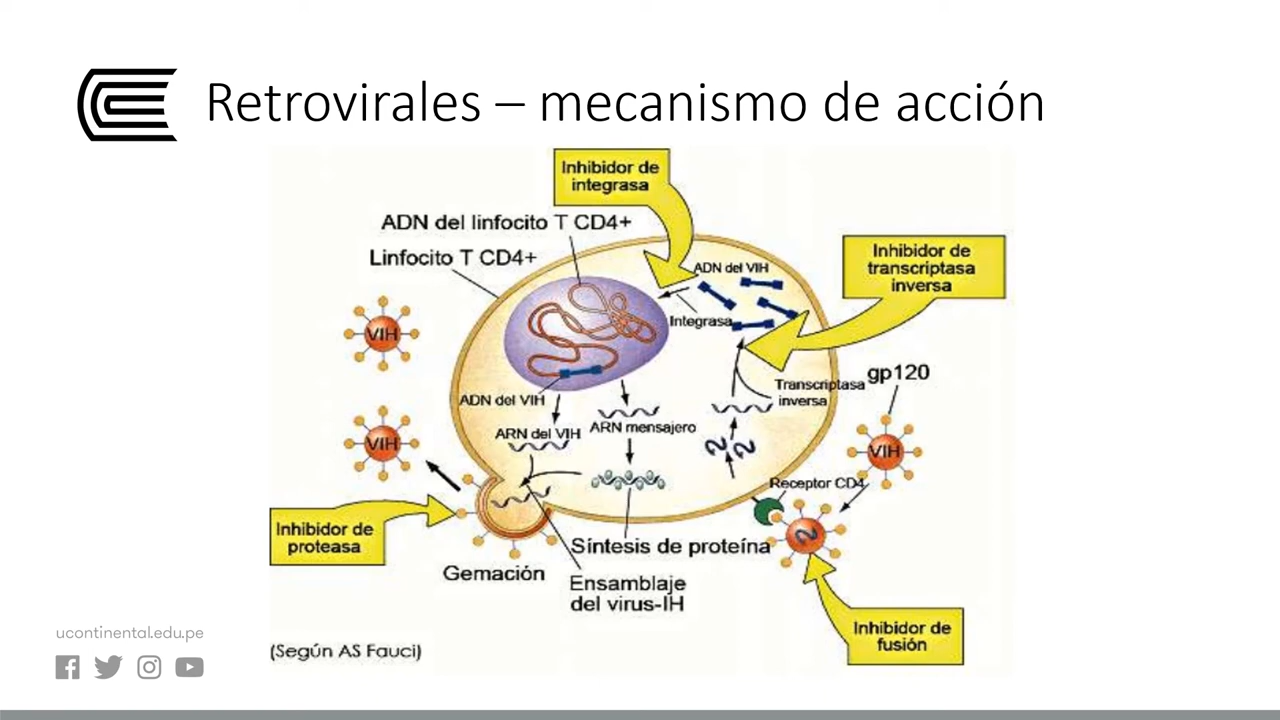 Retrovirales – mecanismo de acción
Inhibidor de
integrasa
ADN del linfocito T CD4+
Linfocito T CD4+
Inhibidor de
transcriptasa
inversa
ADN del VIH
Integrasa
VIH
gp120
Transcriptasa
inversa
ADN del VIH
ARN del VIH
ARN mensajero
VIH
VIH
Receptor CD4
Inhibidor de
proteasa
Síntesis de proteína
Gemación
Ensamblaje
del virus-IH
Inhibidor de
fusión
ucontinental.edu.pe
(Según AS Fauci)